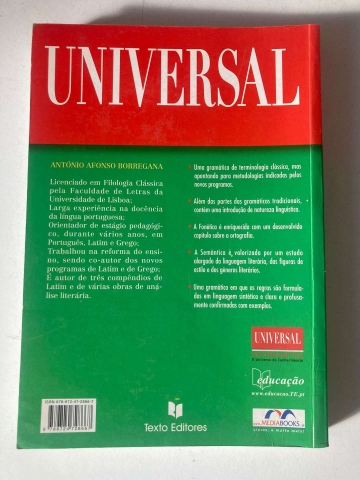 UNIVERSAL
ANTÓNIO AFONSO BORREGANA
Licenciado em Filologia Clássica
pela Faculdade de Letras da
Universidade de Lisboa;
Larga experiência na docência
da língua portuguesa;
Orientador de estágio pedagógi-
co, durante vários anos, em
Português, Latim e Grego;
Trabalhou na reforma do ensi-
no, sendo co-autor dos novos
programas de Latim e de Grego;
É autor de três compêndios de
Latim e de várias obras de aná-
lise literária.
Uma gramática de terminologia clássica, mas
apontando para metodologias indicadas pelos
novos programas.
Além das partes das gramáticas tradicionais,
contém uma introdução de natureza linguística.
A Fonética é enriquecida com um desenvolvido
capítulo sobre a ortografia.
A Semântica é valorizada por um estudo
alargado da linguagem literária, das figuras de
estilo e dos géneros literários.
Uma gramática em que as regras são formula-
das em linguagem sintética e clara e profusa-
mente confirmadas com exemplos.
UNIVERSAL
educação
www.educacao.TE.pt
MEDIABOOKS
Texto Editores